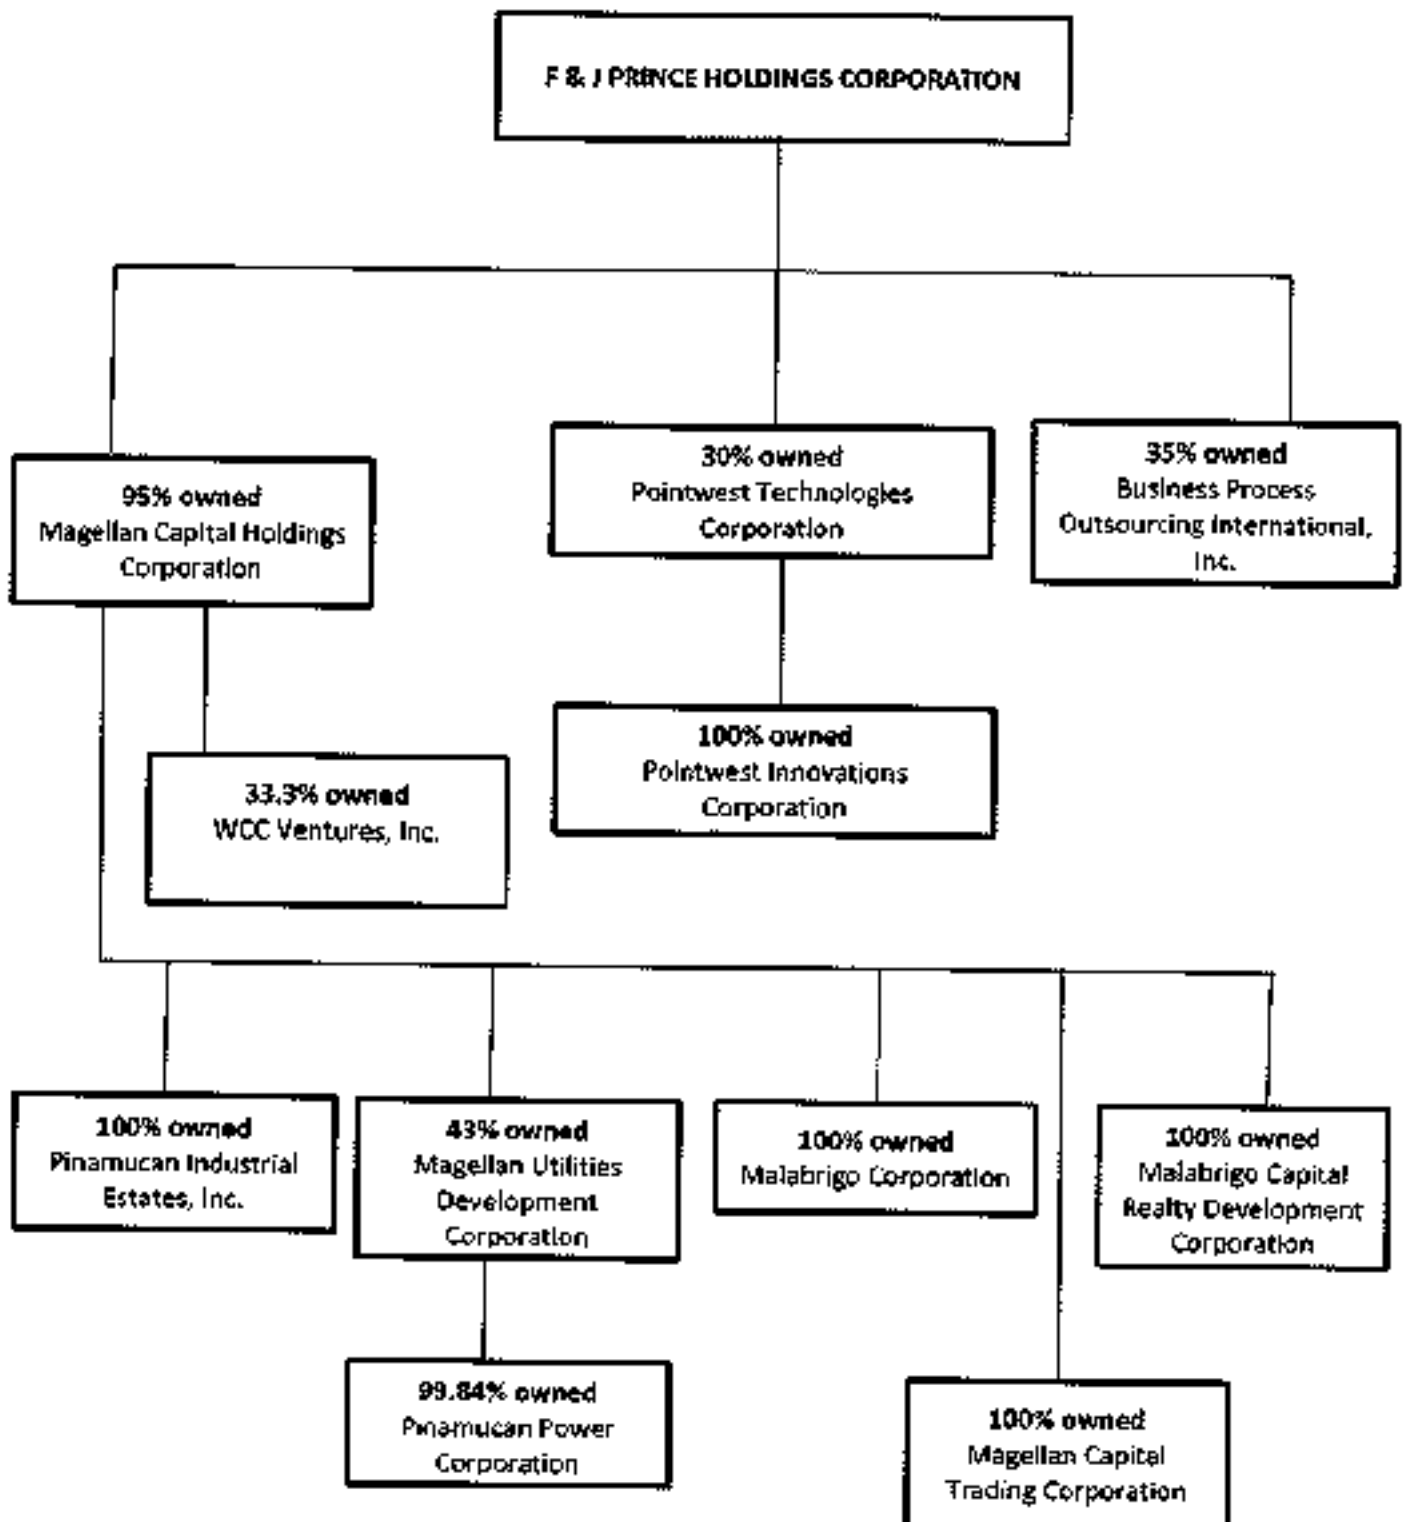 F & J PRINCE HOLDINGS CORPORATION
95% owned
Magellan Capital Holdings
Corporation
30% owned
Pointwest Technologies
Corporation
35% owned
Business Process
Outsourcing International,
Inc.
33.3% owned
WCC Ventures, Inc.
100% owned
Pointwest Innovations
Corporation
100% owned
Pinamucan Industrial
Estates, Inc.
43% owned
Magellan Utilities
Development
Corporation
100% owned
Malabrigo Corporation
100% owned
Malabrigo Capital
Realty Development
Corporation
99.84% owned
Pinamucan Power
Corporation
100% owned
Magellan Capital
Trading Corporation